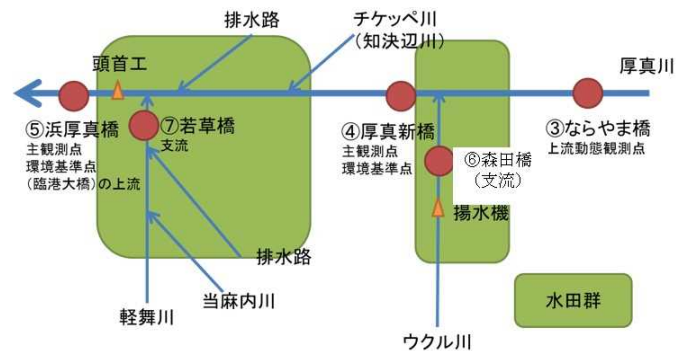 排水路
チケッペ川
（知決辺川）
頭首工
厚真川
⑤浜厚真橋
主観測点
環境基準点
（臨港大橋）の上流
⑦若草橋
支流
④厚真新橋
主観測点
環境基準点
③ならやま橋
上流動態観測点
⑥森田橋
（支流）
揚水機
排水路
当麻内川
軽舞川
ウクル川
水田群